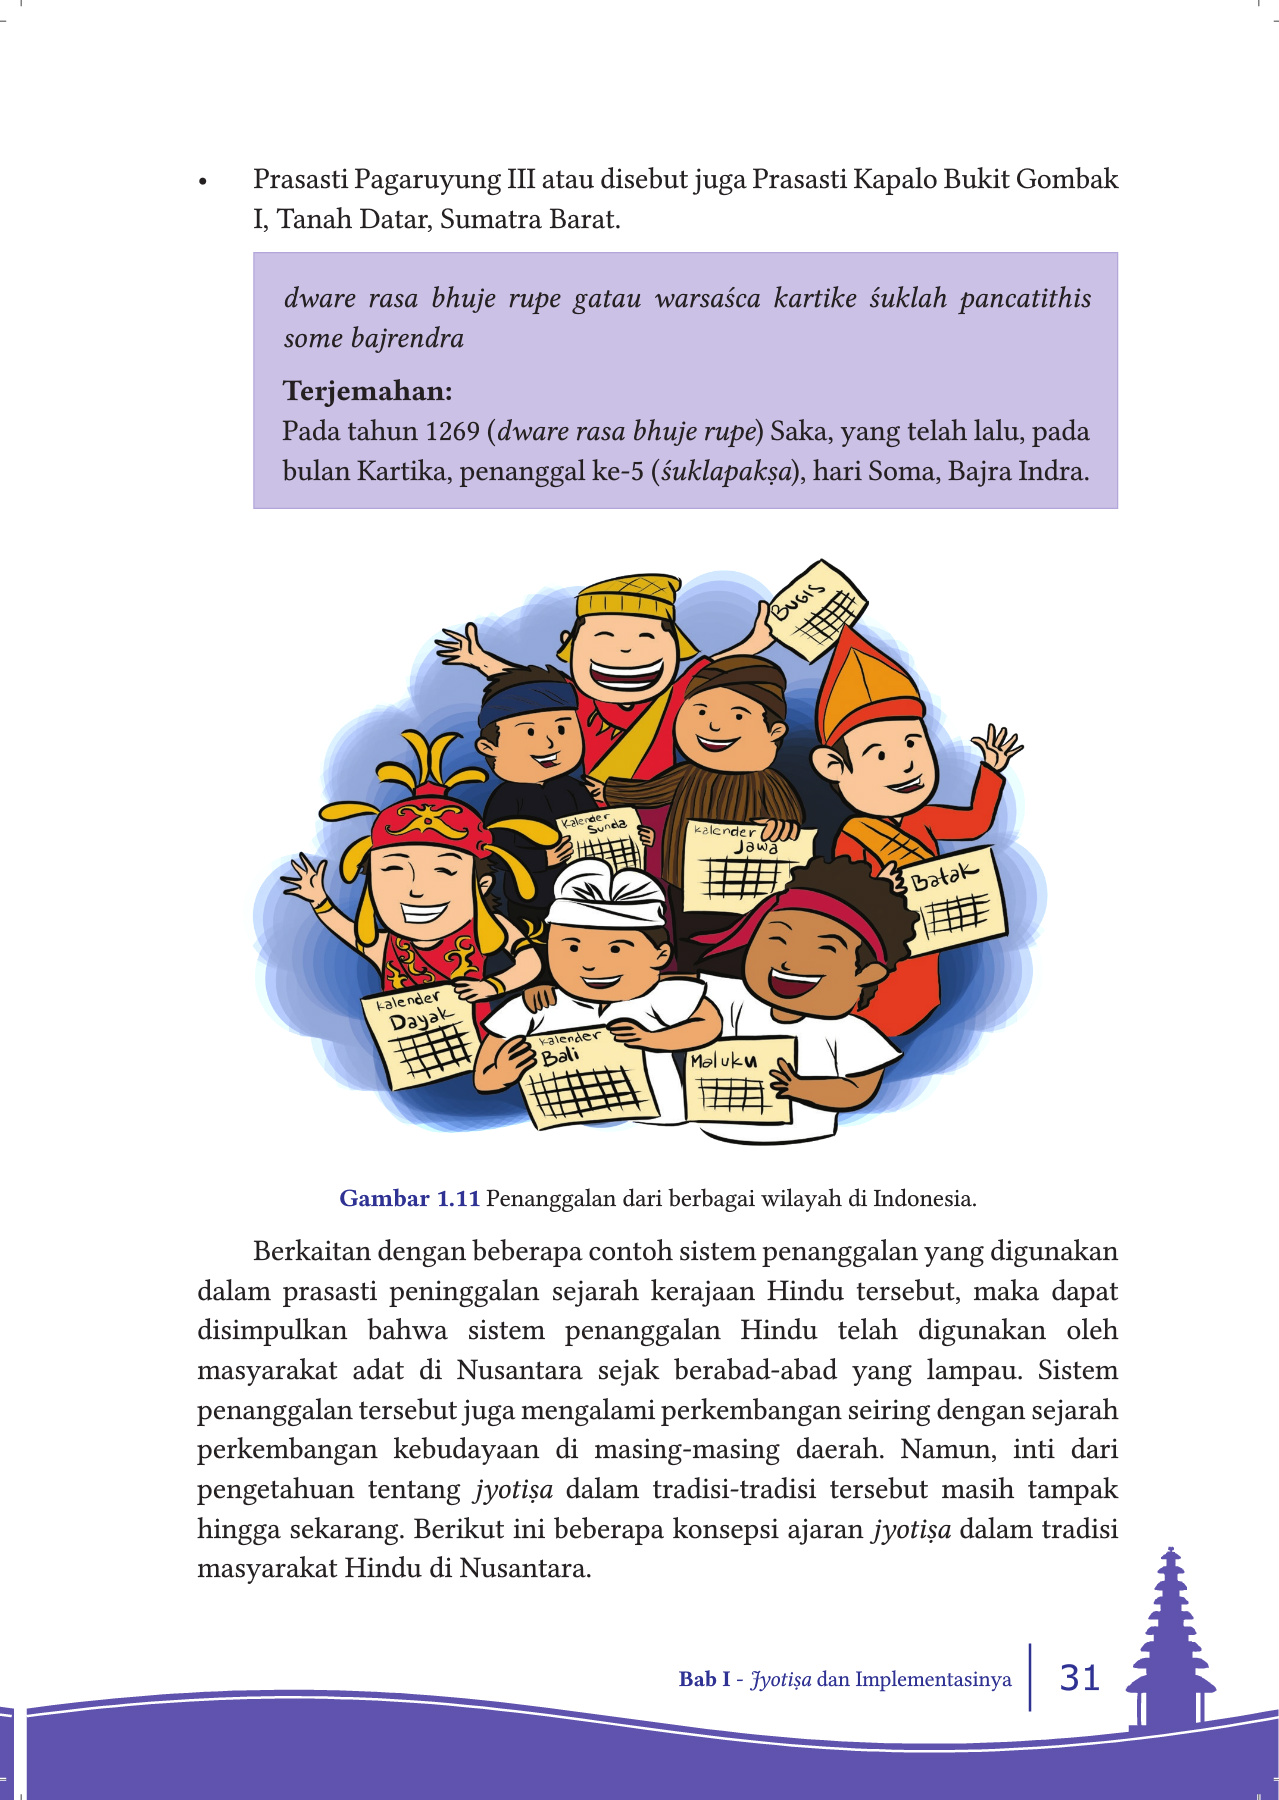 • Prasasti Pagaruyung III atau disebut juga Prasasti Kapalo Bukit Gombak
I, Tanah Datar, Sumatra Barat.
dware rasa bhuje rupe gatau warsaśca kartike śuklah pancatithis
some bajrendra
Terjemahan:
Pada tahun 1269 (dware rasa bhuje rupe) Saka, yang telah lalu, pada
bulan Kartika, penanggal ke-5 (śuklapakṣa), hari Soma, Bajra Indra.
BUGIS
Kalender
Sunda
Kalender
Jawa
Batak
Kalender
Dayak
Kalender
Bali
Maluku
Gambar 1.11 Penanggalan dari berbagai wilayah di Indonesia.
Berkaitan dengan beberapa contoh sistem penanggalan yang digunakan
dalam prasasti peninggalan sejarah kerajaan Hindu tersebut, maka dapat
disimpulkan bahwa sistem penanggalan Hindu telah digunakan oleh
masyarakat adat di Nusantara sejak berabad-abad yang lampau. Sistem
penanggalan tersebut juga mengalami perkembangan seiring dengan sejarah
perkembangan kebudayaan di masing-masing daerah. Namun, inti dari
pengetahuan tentang jyotiṣa dalam tradisi-tradisi tersebut masih tampak
hingga sekarang. Berikut ini beberapa konsepsi ajaran jyotiṣa dalam tradisi
masyarakat Hindu di Nusantara.
Bab I - Jyotiṣa dan Implementasinya 31